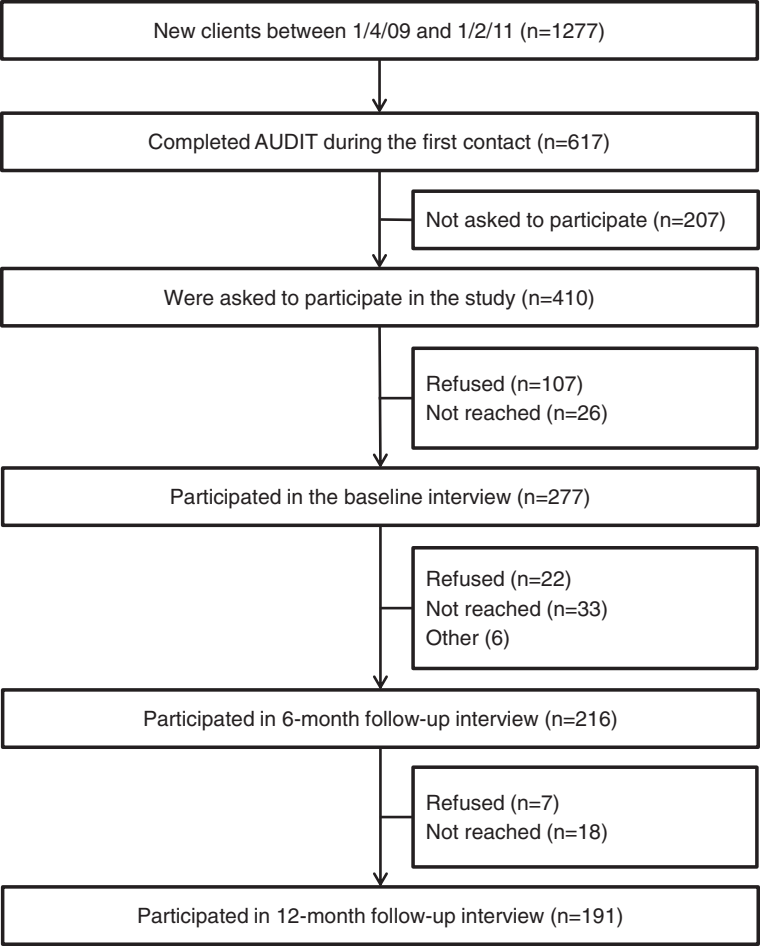 New clients between 1/4/09 and 1/2/11 (n=1277)
Completed AUDIT during the first contact (n=617)
Not asked to participate (n=207)
Were asked to participate in the study (n=410)
Refused (n=107)
Not reached (n=26)
Participated in the baseline interview (n=277)
Refused (n=22)
Not reached (n=33)
Other (6)
Participated in 6-month follow-up interview (n=216)
Refused (n=7)
Not reached (n=18)
Participated in 12-month follow-up interview (n=191)